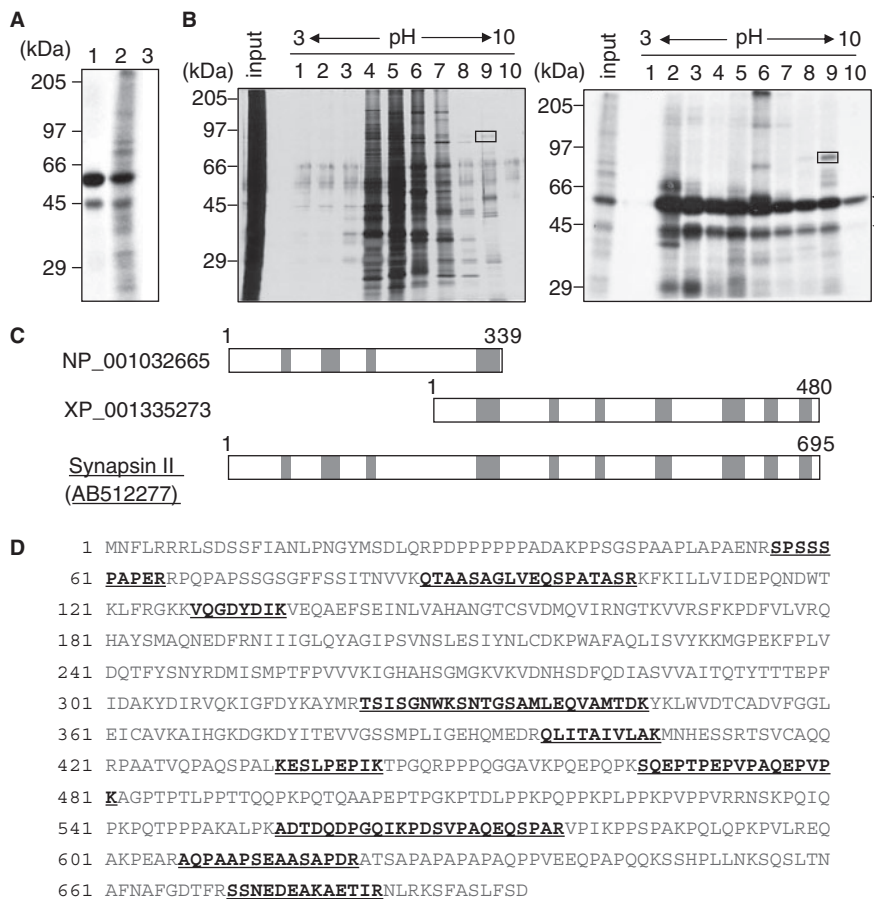 A
B
(kDa) 1 2 3
205
97
66
45
29
3 pH 10
(kDa) input 1 2 3 4 5 6 7 8 9 10
205
97
66
45
29
3 pH 10
(kDa) input 1 2 3 4 5 6 7 8 9 10
205
97
66
45
29
C
1 339
NP_001032665
1 480
XP_001335273
1 695
Synapsin II
(AB512277)
D
1 MNFLRRRLSDSSFIANLPNGYMSDLQRPDPPPPPPADAKPPSGSPAAPLAPAENRSPSSS
61 PAPERRPQPAPSSGSGFFSSITNVVKQTAASAGLVEQSPATASRKFKILLVIDEPQNDWT
121 KLFRGKKVQGDYDIKVEQAEFSEINLVAHANGTCSVDMQVIRNGTKVVRSFKPDFVLVRQ
181 HAYSMAQNEDFRNIIIGLQYAGIPSVNSLESIYNLCDKPWAFAQLISVYKKMGPEKFPLV
241 DQTFYSNYRDMISMPTFPVVVKIGHAHSGMGKVKVDNHSDFQDIASVVAITQTYTTTEPF
301 IDAKYDIRVQKIGFDYKAYMRTSISGNWKSNTGSAMLEQVAMTDKYKLWVDTCADVFGGL
361 EICAVKAIHGKDGKDYITEVVGSSMPLIGEHQMEDRQLITAIVLAKMNHESSRTSVCAQQ
421 RPAATVQPAQSPALKESLPEPIKTPGQRPPPQGGAVKPQEPQPKSQEPTPEPVPAQEPVP
481 KAGPTPTLPPTTQQPKPQTQAAPEPTPGKPTDLPPKPQPPKPLPPKPVPPVRRNSKPQIQ
541 PKPQTPPPAKALPKADTDQDPGQIKPDSVPAQEQSPARVPIKPPSPAKPQLQPKPVLREQ
601 AKPEARAQPAAPSEAASAPDRATSAPAPAPAPAQPPVEEQPAPQQKSSHPLLNKSQSLTN
661 AFNAFGDTFRSSNEDEAKAETIRNLRKSFASLFSD